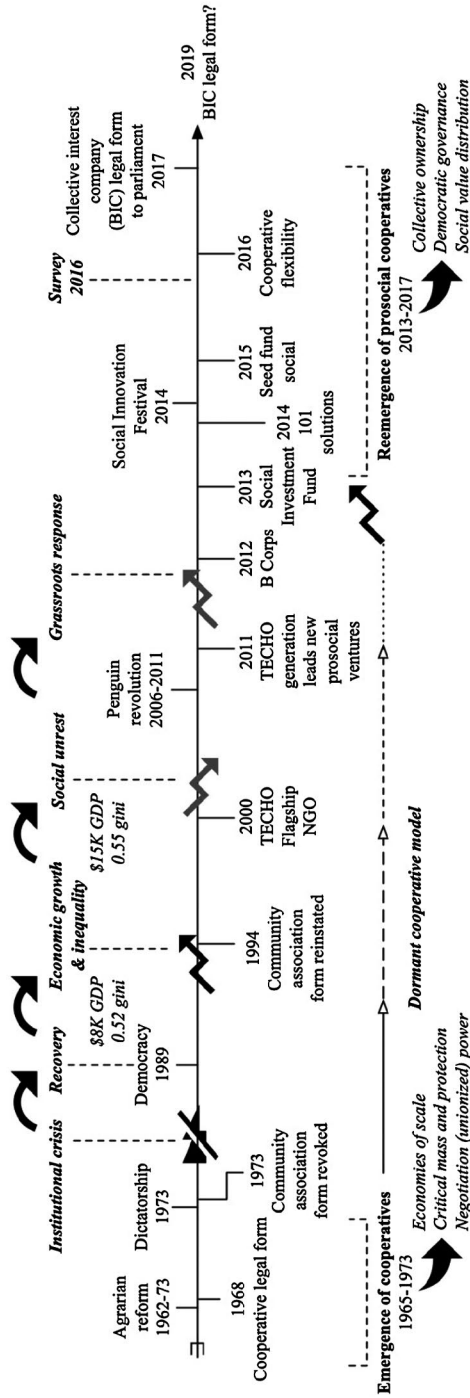 Institutional crisis
Recovery
Economic growth
& inequality
Social unrest
Grassroots response
Survey
2016
$8K GDP
0.52 gini
$15K GDP
0.55 gini
Agrarian
reform
1962-73
Dictatorship
1973
Democracy
1989
Penguin
revolution
2006-2011
Social Innovation
Festival
2014
Collective interest
company
(BIC) legal form
to parliament
2017
2019
BIC legal form?
1968
Cooperative legal form
1973
Community
association
form revoked
1994
Community
association
form reinstated
2000
TECHO
Flagship
NGO
2011
TECHO
generation
leads new
prosocial
ventures
2012
B Corps
2013
Social
Investment
Fund
2014
101
solutions
2015
Seed fund
social
2016
Cooperative
flexibility
Emergence of cooperatives
1965-1973
Economies of scale
Critical mass and protection
Negotiation (unionized) power
Dormant cooperative model
Reemergence of prosocial cooperatives
2013-2017
Collective ownership
Democratic governance
Social value distribution